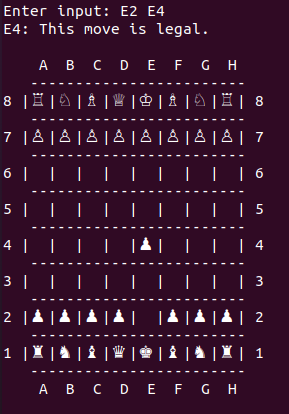 Enter input: E2 E4
E4: This move is legal.
A B C D E F G H
------------------------
8 |♖|♘|♗|♕|♔|♗|♘|♖| 8
------------------------
7 |♙|♙|♙|♙|♙|♙|♙|♙| 7
------------------------
6 | | | | | | | | | 6
------------------------
5 | | | | | | | | | 5
------------------------
4 | | | | |♟| | | | 4
------------------------
3 | | | | | | | | | 3
------------------------
2 |♟|♟|♟|♟| |♟|♟|♟| 2
------------------------
1 |♜|♞|♝|♛|♚|♝|♞|♜| 1
------------------------
A B C D E F G H